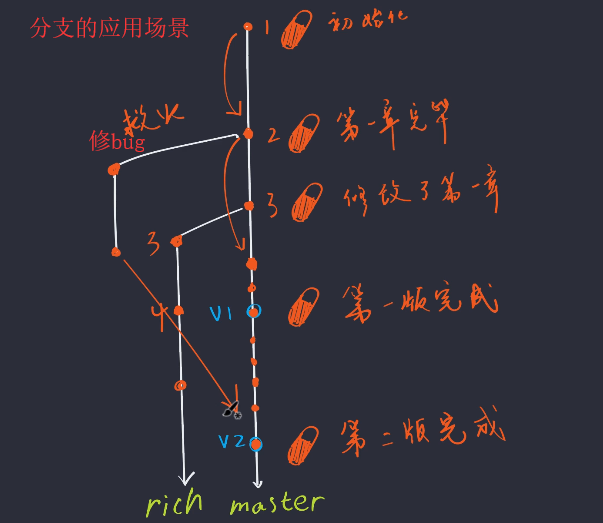 分支的应用场景
1 初始化
救火
修bug
2 第一章完毕
3 修改了第一章
3
4
V1 第一版完成
V2 第二版完成
rich master